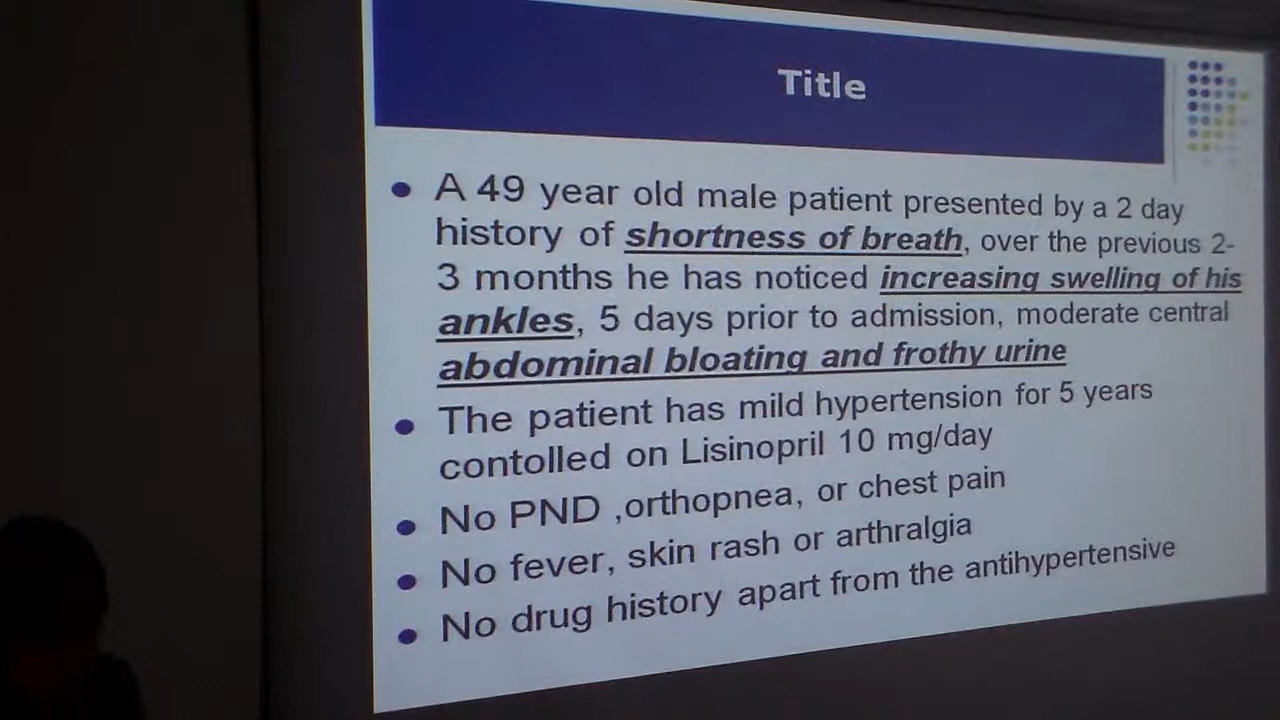 Title
A 49 year old male patient presented by a 2 day
history of shortness of breath, over the previous 2-
3 months he has noticed increasing swelling of his
ankles, 5 days prior to admission, moderate central
abdominal bloating and frothy urine
The patient has mild hypertension for 5 years
contolled on Lisinopril 10 mg/day
No PND ,orthopnea, or chest pain
No fever, skin rash or arthralgia
No drug history apart from the antihypertensive